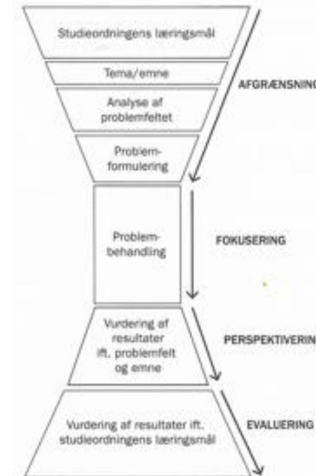 Studieordningens læringsmål
Tema/emne
AFGRÆNSNING
Analyse af
problemfeltet
Problem-
formulering
Problem-
behandling
FOKUSERING
Vurdering af
resultater
ift. problemfelt
og emne
PERSPEKTIVERING
Vurdering af resultater ift.
studieordningens læringsmål
EVALUERING